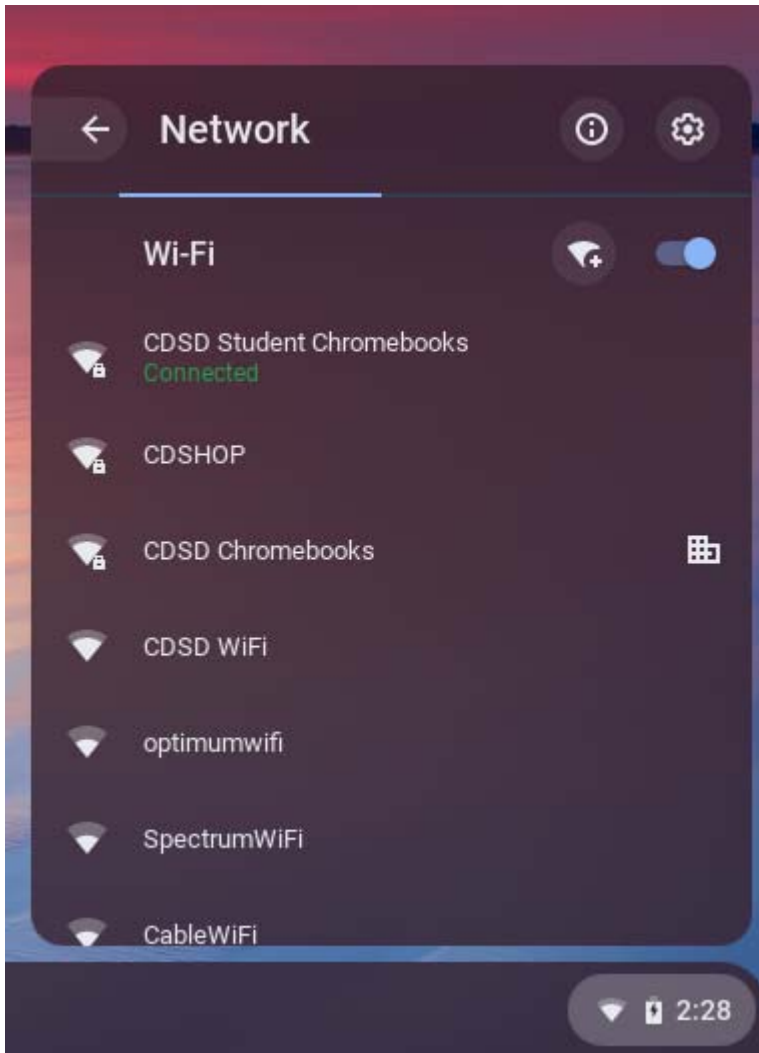 Network
Wi-Fi
CDSD Student Chromebooks
Connected
CDSHOP
CDSD Chromebooks
CDSD WiFi
optimumwifi
SpectrumWiFi
CableWiFi
2:28